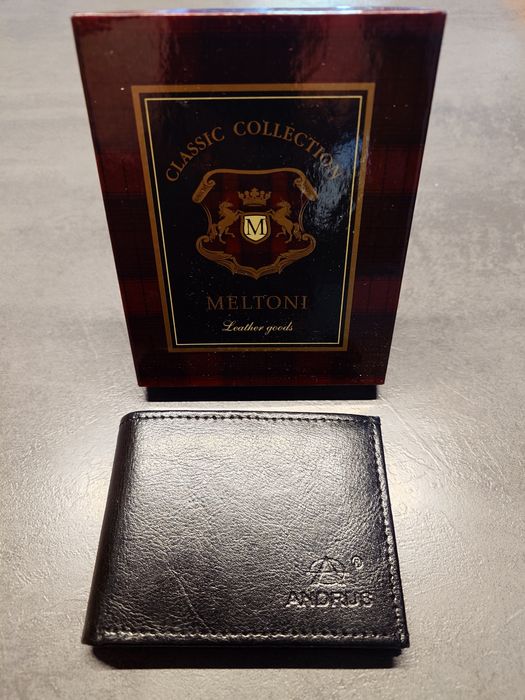 CLASSIC COLLECTION
M
MELTONI
Leather goods
A ®
ANDRUS